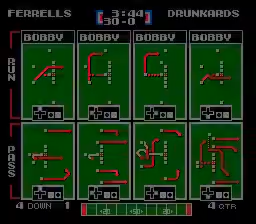 FERRELLS 3:44 DRUNKARDS
30-0
BOBBY BOBBY BOBBY BOBBY
RUN
PASS
4 DOWN 1 4 QTR